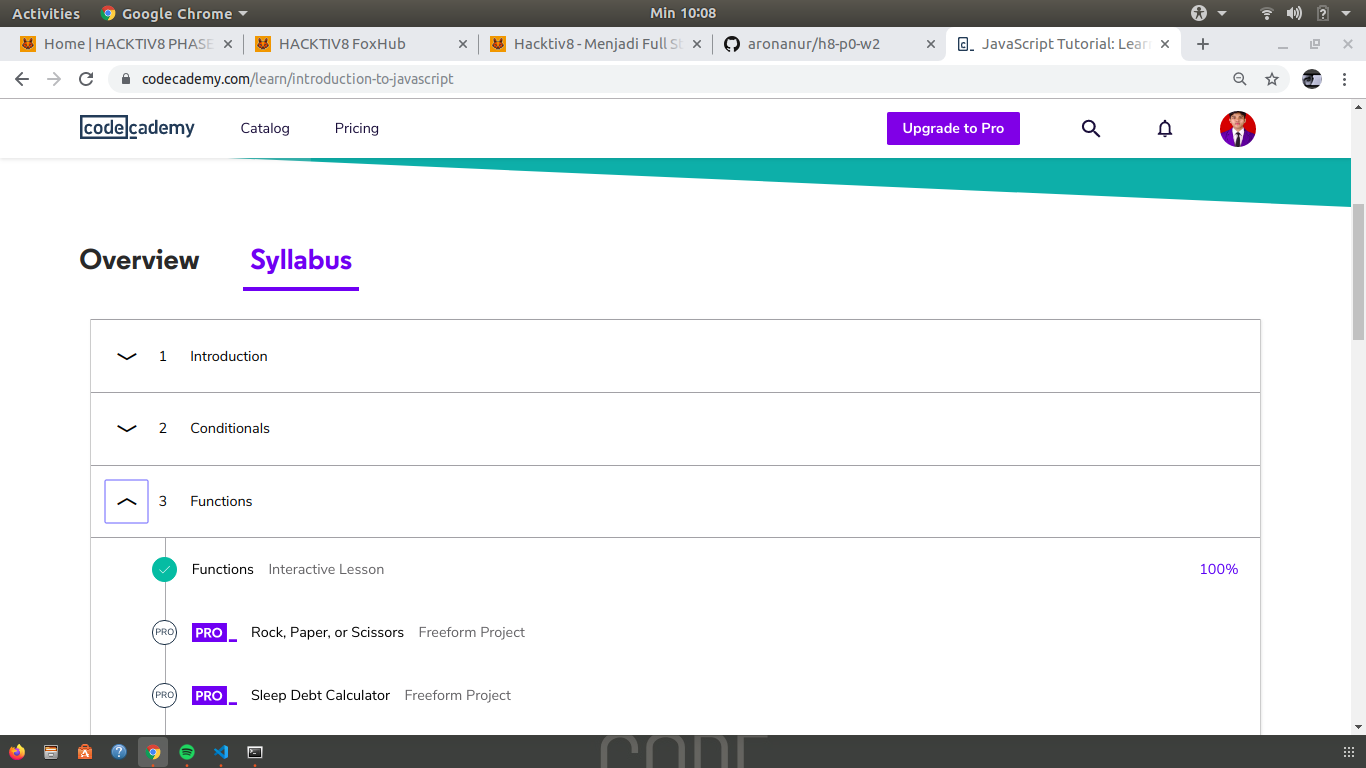 Activities Google Chrome Min 10:08
Home | HACKTIV8 PHASE HACKTIV8 FoxHub Hacktiv8 - Menjadi Full St aronanur/h8-p0-w2 JavaScript Tutorial: Lear
codecademy.com/learn/introduction-to-javascript
codecademy Catalog Pricing Upgrade to Pro
Overview Syllabus
1 Introduction
2 Conditionals
3 Functions
Functions Interactive Lesson 100%
PRO PRO_ Rock, Paper, or Scissors Freeform Project
PRO PRO_ Sleep Debt Calculator Freeform Project
CODE